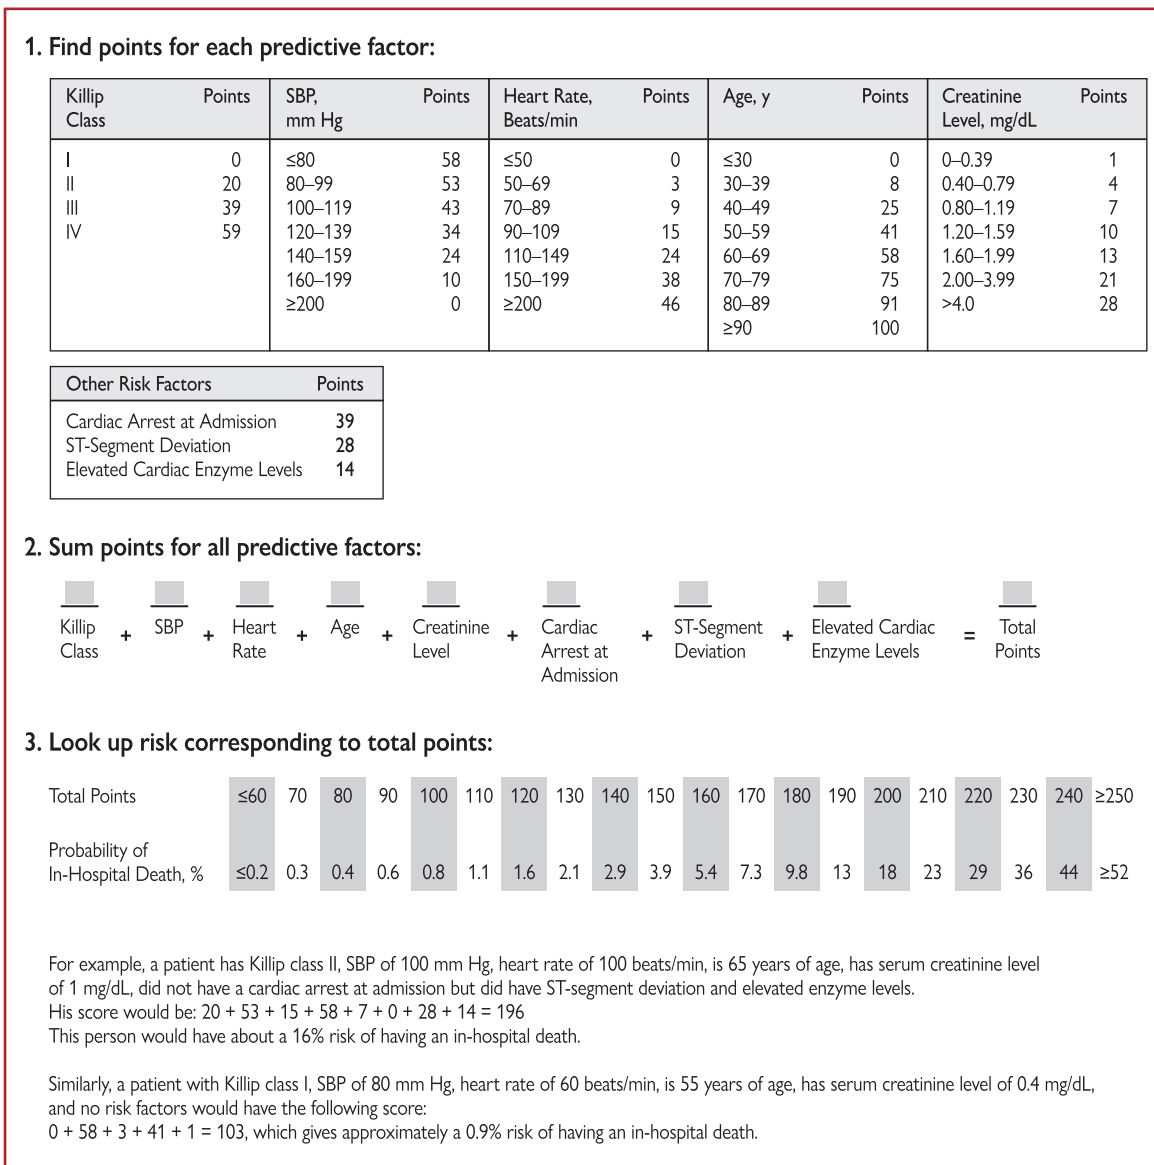 1. Find points for each predictive factor:
Killip Class Points SBP, mm Hg Points Heart Rate, Beats/min Points Age, y Points Creatinine Level, mg/dL Points
I 0 ≤80 58 ≤50 0 ≤30 0 0–0.39 1
II 20 80–99 53 50–69 3 30–39 8 0.40–0.79 4
III 39 100–119 43 70–89 9 40–49 25 0.80–1.19 7
IV 59 120–139 34 90–109 15 50–59 41 1.20–1.59 10
140–159 24 110–149 24 60–69 58 1.60–1.99 13
160–199 10 150–199 38 70–79 75 2.00–3.99 21
≥200 0 ≥200 46 80–89 91 >4.0 28
≥90 100
Other Risk Factors Points
Cardiac Arrest at Admission 39
ST-Segment Deviation 28
Elevated Cardiac Enzyme Levels 14
2. Sum points for all predictive factors:
Killip Class + SBP + Heart Rate + Age + Creatinine Level + Cardiac Arrest at Admission + ST-Segment Deviation + Elevated Cardiac Enzyme Levels = Total Points
3. Look up risk corresponding to total points:
Total Points ≤60 70 80 90 100 110 120 130 140 150 160 170 180 190 200 210 220 230 240 ≥250
Probability of
In-Hospital Death, % ≤0.2 0.3 0.4 0.6 0.8 1.1 1.6 2.1 2.9 3.9 5.4 7.3 9.8 13 18 23 29 36 44 ≥52
For example, a patient has Killip class II, SBP of 100 mm Hg, heart rate of 100 beats/min, is 65 years of age, has serum creatinine level
of 1 mg/dL, did not have a cardiac arrest at admission but did have ST-segment deviation and elevated enzyme levels.
His score would be: 20 + 53 + 15 + 58 + 7 + 0 + 28 + 14 = 196
This person would have about a 16% risk of having an in-hospital death.
Similarly, a patient with Killip class I, SBP of 80 mm Hg, heart rate of 60 beats/min, is 55 years of age, has serum creatinine level of 0.4 mg/dL,
and no risk factors would have the following score:
0 + 58 + 3 + 41 + 1 = 103, which gives approximately a 0.9% risk of having an in-hospital death.